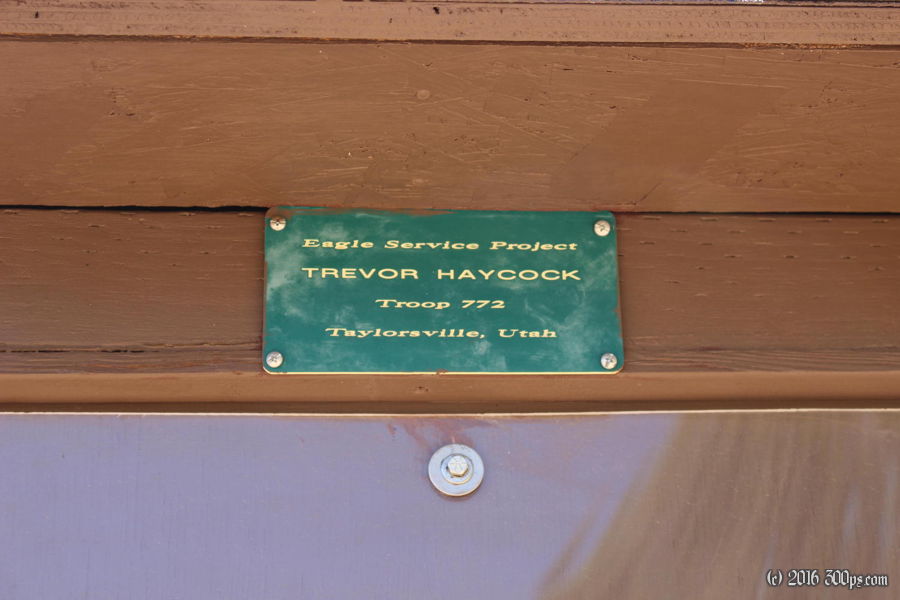 Eagle Service Project
TREVOR HAYCOCK
Troop 772
Taylorsville, Utah
(c) 2016 300ps.com